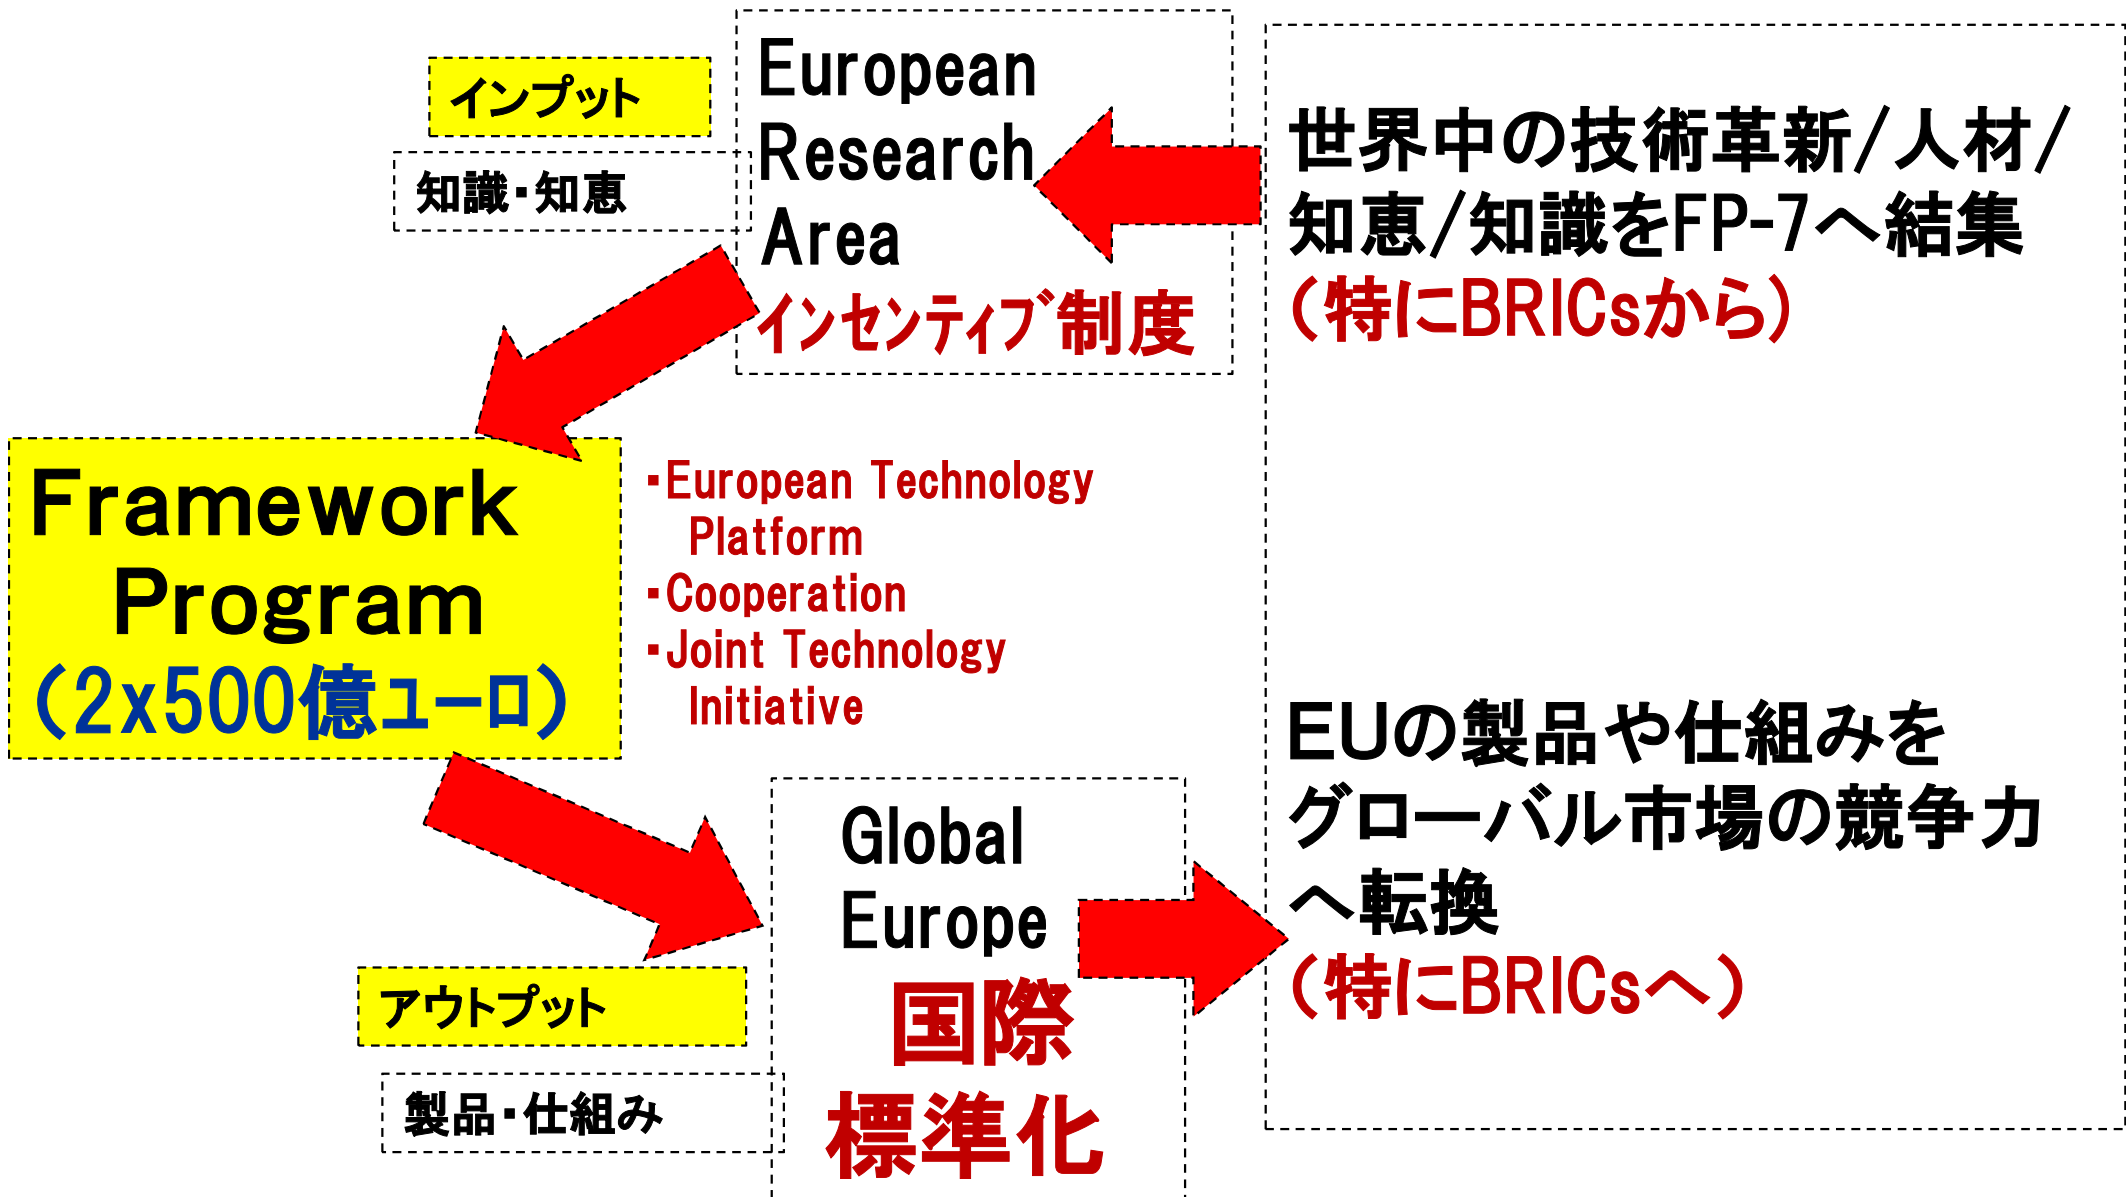 インプット
知識・知恵
European
Research
Area
インセンティブ制度
世界中の技術革新/人材/
知恵/知識をFP-7へ結集
(特にBRICsから)
Framework
Program
(2x500億ユーロ)
・European Technology
Platform
・Cooperation
・Joint Technology
Initiative
アウトプット
製品・仕組み
Global
Europe
国際
標準化
EUの製品や仕組みを
グローバル市場の競争力
へ転換
(特にBRICsへ)